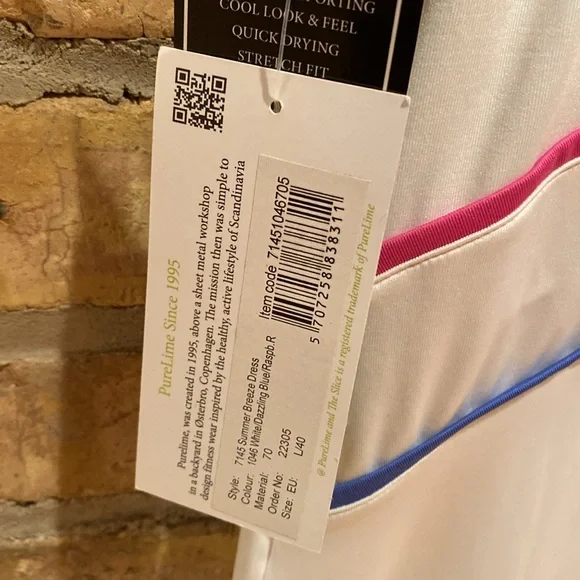 COOL LOOK & FEEL
QUICK DRYING
STRETCH FIT
PureLime Since 1995
Purelime, was created in 1995, above a sheet metal workshop
in a backyard in Østerbro, Copenhagen. The mission then was simple to
design fitness wear inspired by the healthy, active lifestyle of Scandinavia
Style: 7145 Summer Breeze Dress
Colour: 1046 White/Dazzling Blue/Raspb.R
Material: 70
Order No: 22305
Size: EU: L/40
Item code 71451046705
5 707258 838311
@ PureLime and The Slice is a registered trademark of PureLime